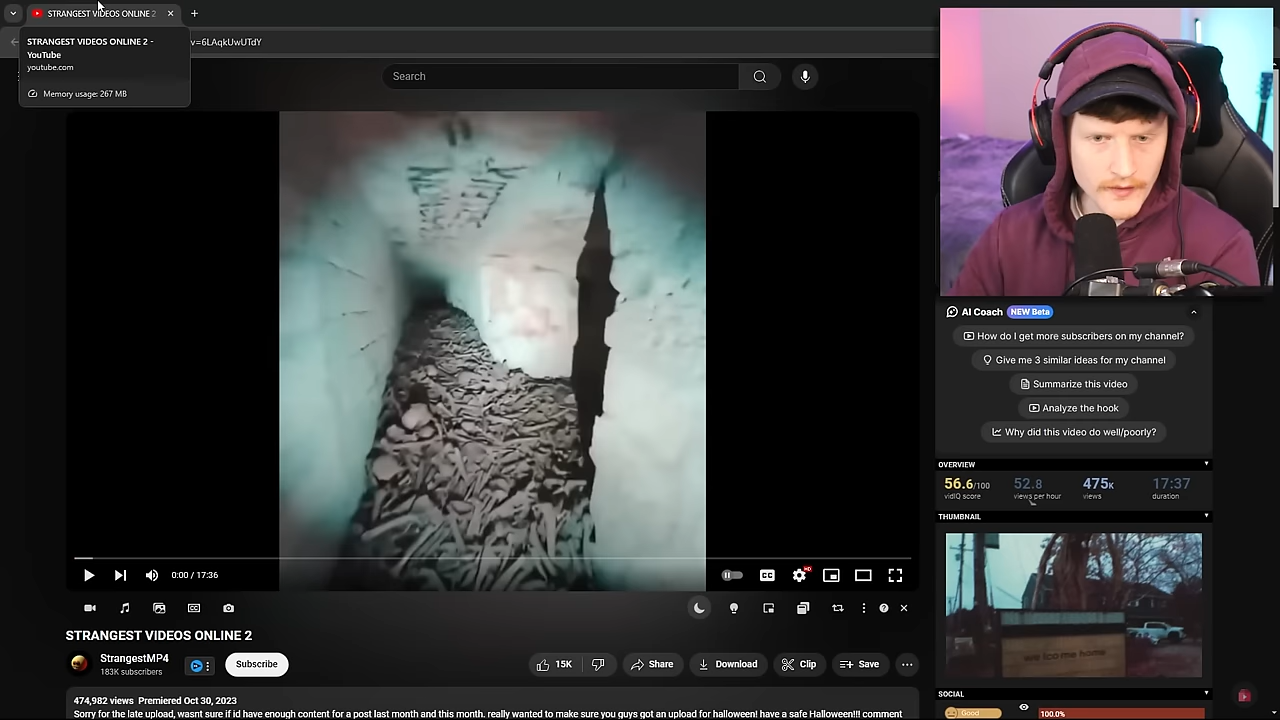 STRANGEST VIDEOS ONLINE 2
STRANGEST VIDEOS ONLINE 2 -
YouTube
youtube.com
Memory usage: 267 MB
v=6LAqkUwUTdY
Search
0:00 / 17:36
CC
HD
STRANGEST VIDEOS ONLINE 2
StrangestMP4
183K subscribers
Subscribe
15K
Share
Download
Clip
Save
474,982 views Premiered Oct 30, 2023
Sorry for the late upload, wasnt sure if id have enough content for a post last month and this month. really wanted to make sure you guys got an upload for halloween! have a safe Halloween!!! comment
AI Coach
NEW Beta
How do I get more subscribers on my channel?
Give me 3 similar ideas for my channel
Summarize this video
Analyze the hook
Why did this video do well/poorly?
OVERVIEW
56.6/100
vidIQ score
52.8
views per hour
475K
views
17:37
duration
THUMBNAIL
welcome home
SOCIAL
Good
100.0%